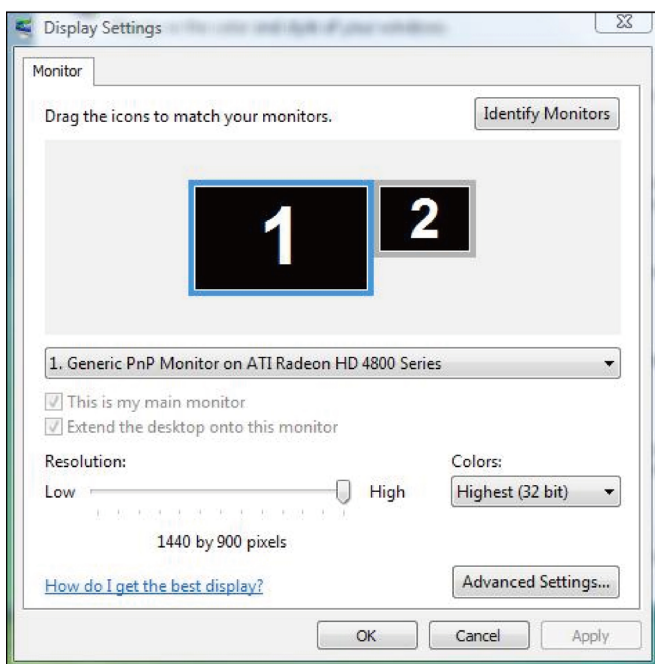 Display Settings
Monitor
Drag the icons to match your monitors.
Identify Monitors
1
2
1. Generic PnP Monitor on ATI Radeon HD 4800 Series
This is my main monitor
Extend the desktop onto this monitor
Resolution:
Colors:
Low
High
Highest (32 bit)
1440 by 900 pixels
How do I get the best display?
Advanced Settings...
OK
Cancel
Apply